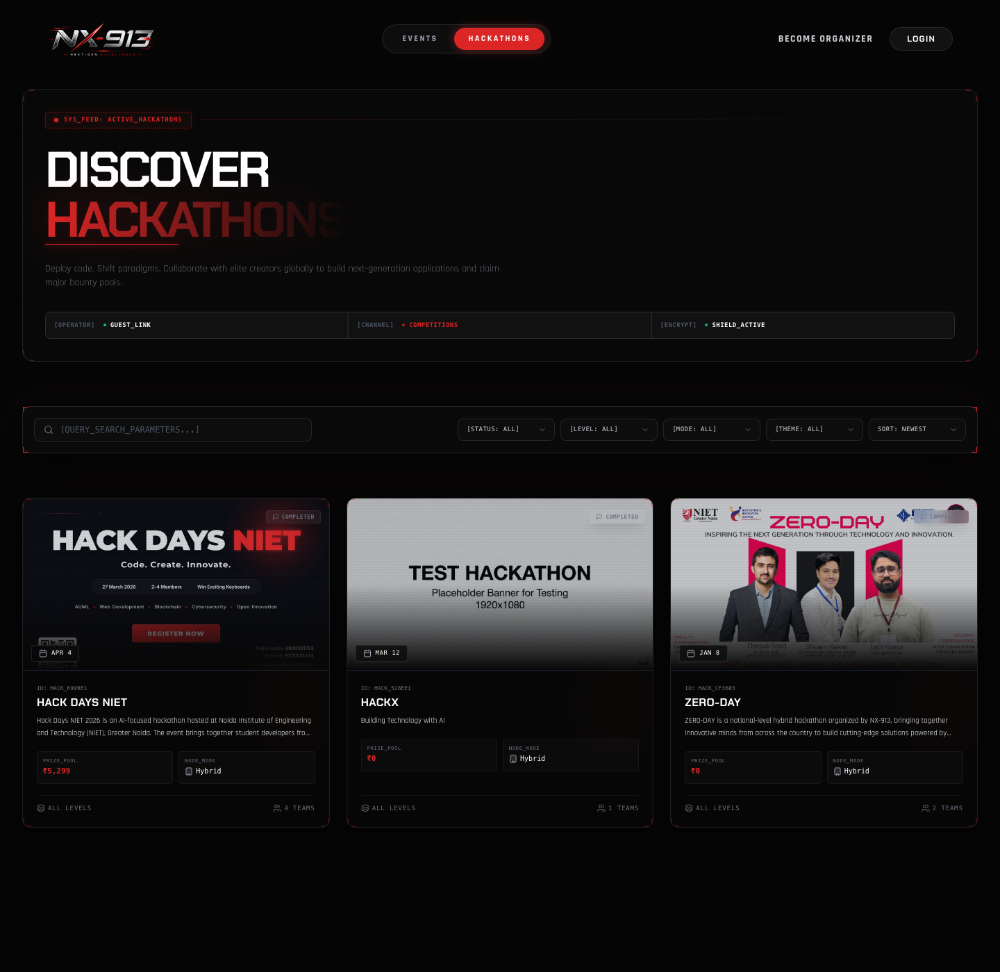 NX-913
NEXT-GEN EXCELLENCE
EVENTS
HACKATHONS
BECOME ORGANIZER
LOGIN
SYS_FEED: ACTIVE_HACKATHONS
DISCOVER
HACKATHONS
Deploy code. Shift paradigms. Collaborate with elite creators globally to build next-generation applications and claim
major bounty pools.
[OPERATOR] GUEST_LINK
[CHANNEL] COMPETITIONS
[ENCRYPT] SHIELD_ACTIVE
[QUERY_SEARCH_PARAMETERS...]
[STATUS: ALL]
[LEVEL: ALL]
[MODE: ALL]
[THEME: ALL]
SORT: NEWEST
COMPLETED
HACK DAYS NIET
Code. Create. Innovate.
27 March 2026
2-4 Members
Win Exciting Keyboards
AI/ML • Web Development • Blockchain • Cybersecurity • Open Innovation
REGISTER NOW
APR 4
ID: HACK_6999E1
HACK DAYS NIET
Hack Days NIET 2026 is an AI-focused hackathon hosted at Noida Institute of Engineering
and Technology (NIET), Greater Noida. The event brings together student developers fro...
PRIZE_POOL
₹5,299
NODE_MODE
Hybrid
ALL LEVELS
4 TEAMS
COMPLETED
TEST HACKATHON
Placeholder Banner for Testing
1920x1080
MAR 12
ID: HACK_528EE1
HACKX
Building Technology with AI
PRIZE_POOL
₹0
NODE_MODE
Hybrid
ALL LEVELS
1 TEAMS
NIET
Greater Noida
INSTITUTION'S
INNOVATION
COUNCIL
ZERO-DAY
INSPIRING THE NEXT GENERATION THROUGH TECHNOLOGY AND INNOVATION.
FACULTY
COORDINATORS
STUDENT
COORDINATORS
Deepak Sood
Shivam Rawat
Jatin Kumar
JAN 8
ID: HACK_CF3603
ZERO-DAY
ZERO-DAY is a national-level hybrid hackathon organized by NX-913, bringing together
innovative minds from across the country to build cutting-edge solutions powered by...
PRIZE_POOL
₹0
NODE_MODE
Hybrid
ALL LEVELS
2 TEAMS